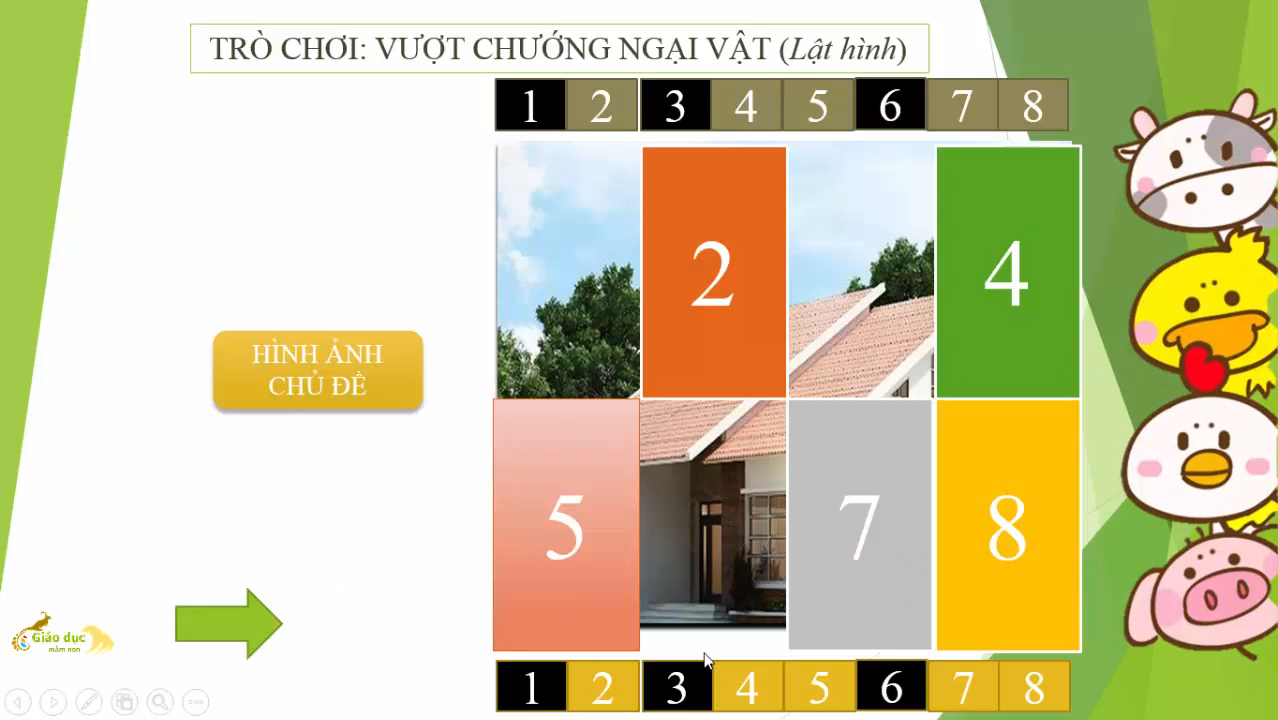 TRÒ CHƠI: VƯỢT CHƯỚNG NGẠI VẬT (Lật hình)
1 2 3 4 5 6 7 8
2 4
HÌNH ẢNH
CHỦ ĐỀ
5 7 8
Giáo dục
mầm non
1 2 3 4 5 6 7 8